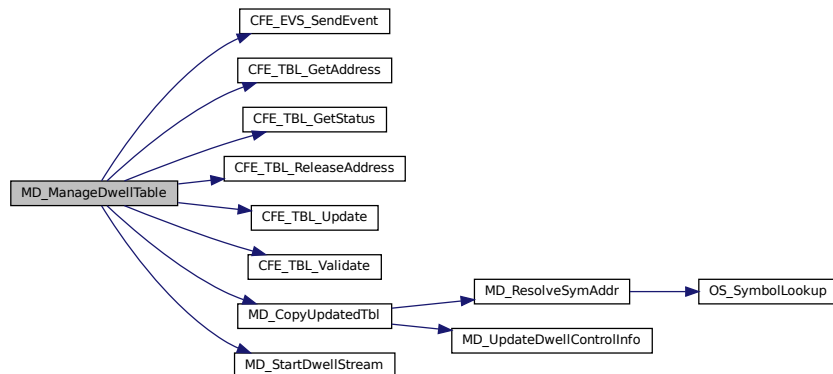 CFE_EVS_SendEvent
CFE_TBL_GetAddress
CFE_TBL_GetStatus
CFE_TBL_ReleaseAddress
MD_ManageDwellTable
CFE_TBL_Update
CFE_TBL_Validate
MD_CopyUpdatedTbl
MD_ResolveSymAddr
OS_SymbolLookup
MD_UpdateDwellControlInfo
MD_StartDwellStream